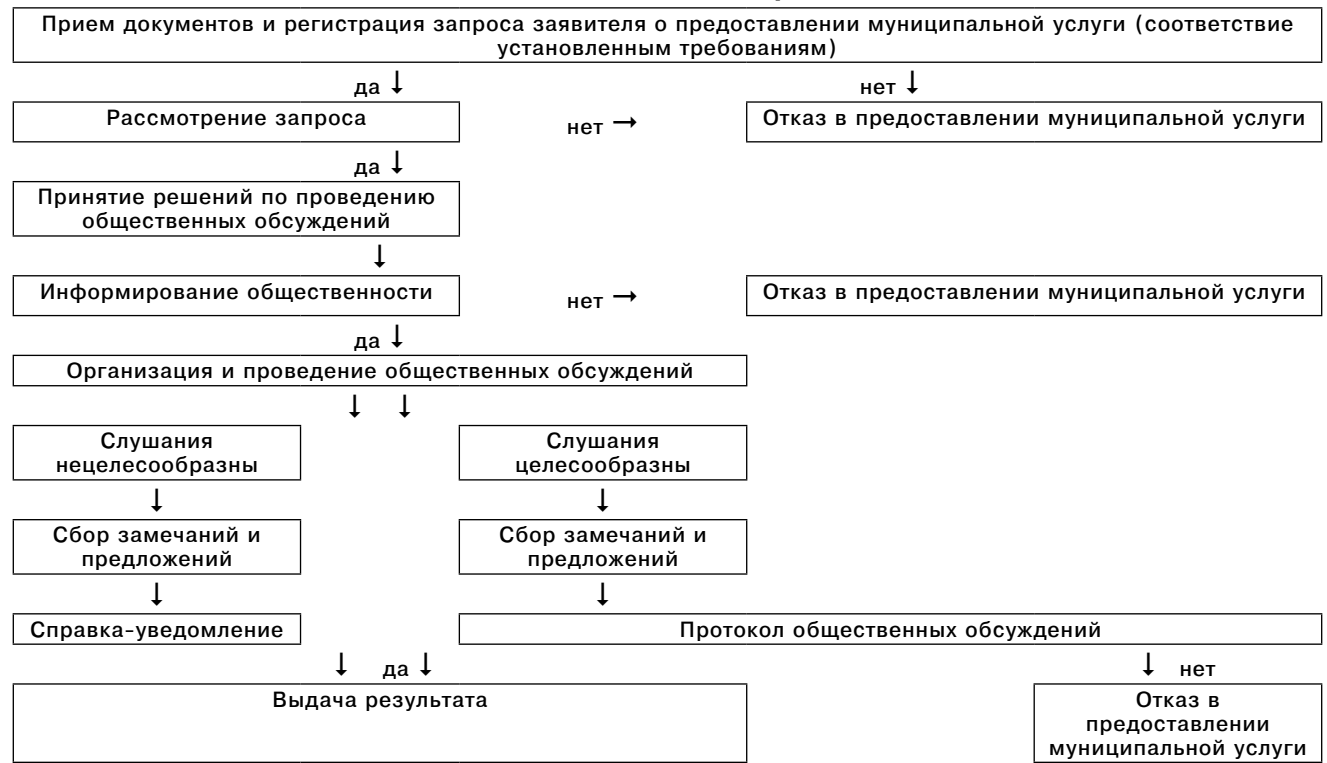 Прием документов и регистрация запроса заявителя о предоставлении муниципальной услуги (соответствие
установленным требованиям)
да ↓ нет ↓
Рассмотрение запроса нет → Отказ в предоставлении муниципальной услуги
да ↓
Принятие решений по проведению
общественных обсуждений
↓
Информирование общественности нет → Отказ в предоставлении муниципальной услуги
да ↓
Организация и проведение общественных обсуждений
↓ ↓
Слушания
нецелесообразны
Слушания
целесообразны
↓ ↓
Сбор замечаний и
предложений
Сбор замечаний и
предложений
↓ ↓
Справка-уведомление Протокол общественных обсуждений
↓ да ↓ ↓ нет
Выдача результата
Отказ в
предоставлении
муниципальной услуги